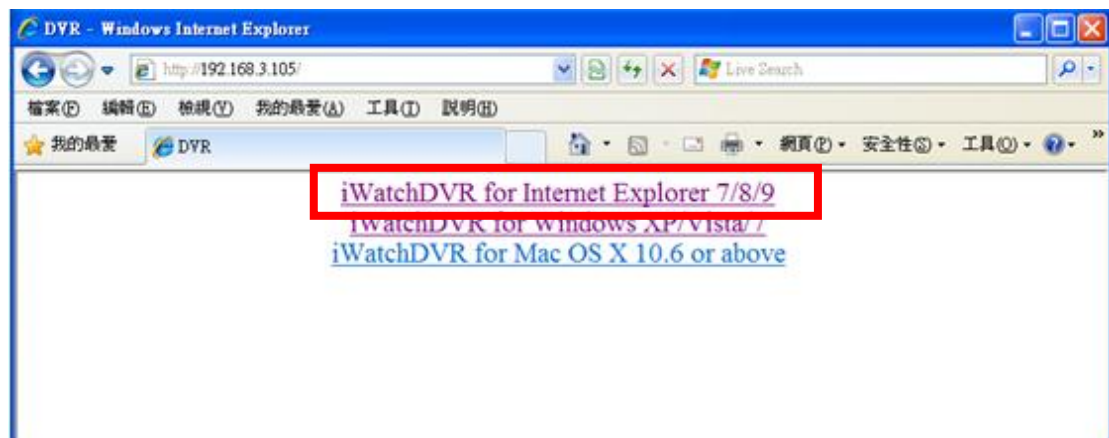 DVR - Windows Internet Explorer
http://192.168.3.105/
Live Search
檔案(F) 編輯(E) 檢視(V) 我的最愛(A) 工具(T) 說明(H)
我的最愛 DVR 網頁(P) 安全性(S) 工具(O) »
iWatchDVR for Internet Explorer 7/8/9
iWatchDVR for Windows XP/Vista/7
iWatchDVR for Mac OS X 10.6 or above